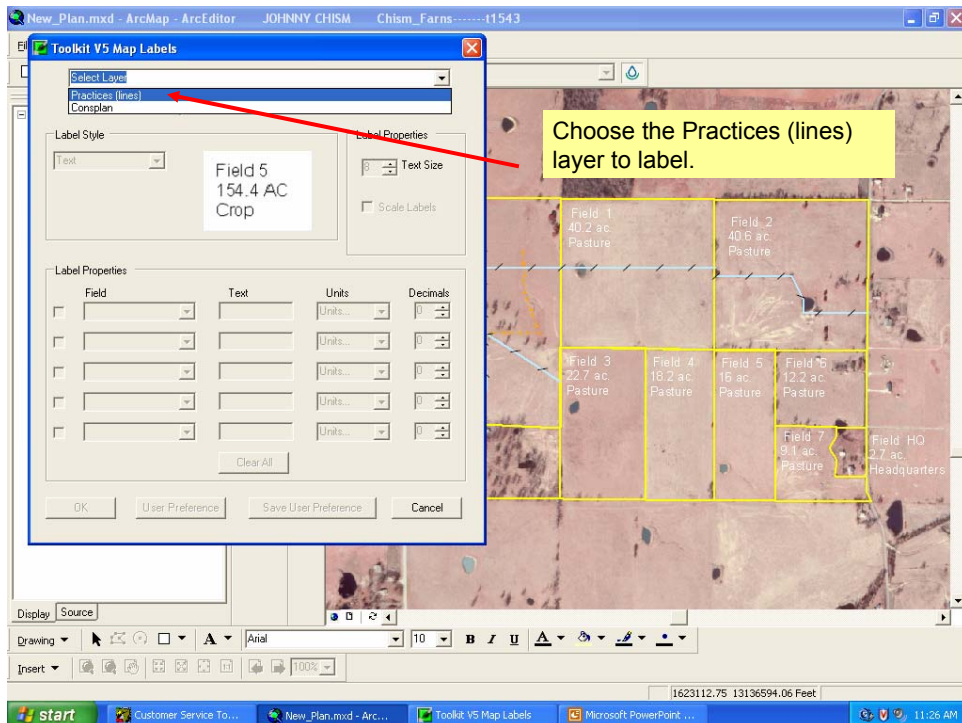 New_Plan.mxd - ArcMap - ArcEditor JOHNNY CHISM Chism_Farns-------t1543
Toolkit V5 Map Labels
Select Layer
Practices (lines)
Consplan
Choose the Practices (lines)
layer to label.
Label Style
Text
Field 5
154.4 AC
Crop
Label Properties
8 Text Size
Scale Labels
Label Properties
Field Text Units Decimals
Units... 0
Units... 0
Units... 0
Units... 0
Units... 0
Clear All
OK User Preference Save User Preference Cancel
Field 1
40.2 ac.
Pasture
Field 2
40.6 ac.
Pasture
Field 3
22.7 ac.
Pasture
Field 4
18.2 ac.
Pasture
Field 5
16 ac.
Pasture
Field 6
12.2 ac.
Pasture
Field 7
9.1 ac.
Pasture
Field HQ
2.7 ac.
Headquarters
Display Source
Drawing A Arial 10 B I U A
Insert 100%
1623112.75 13136594.06 Feet
start Customer Service To... New_Plan.mxd - Arc... Toolkit V5 Map Labels Microsoft PowerPoint ... 11:26 AM